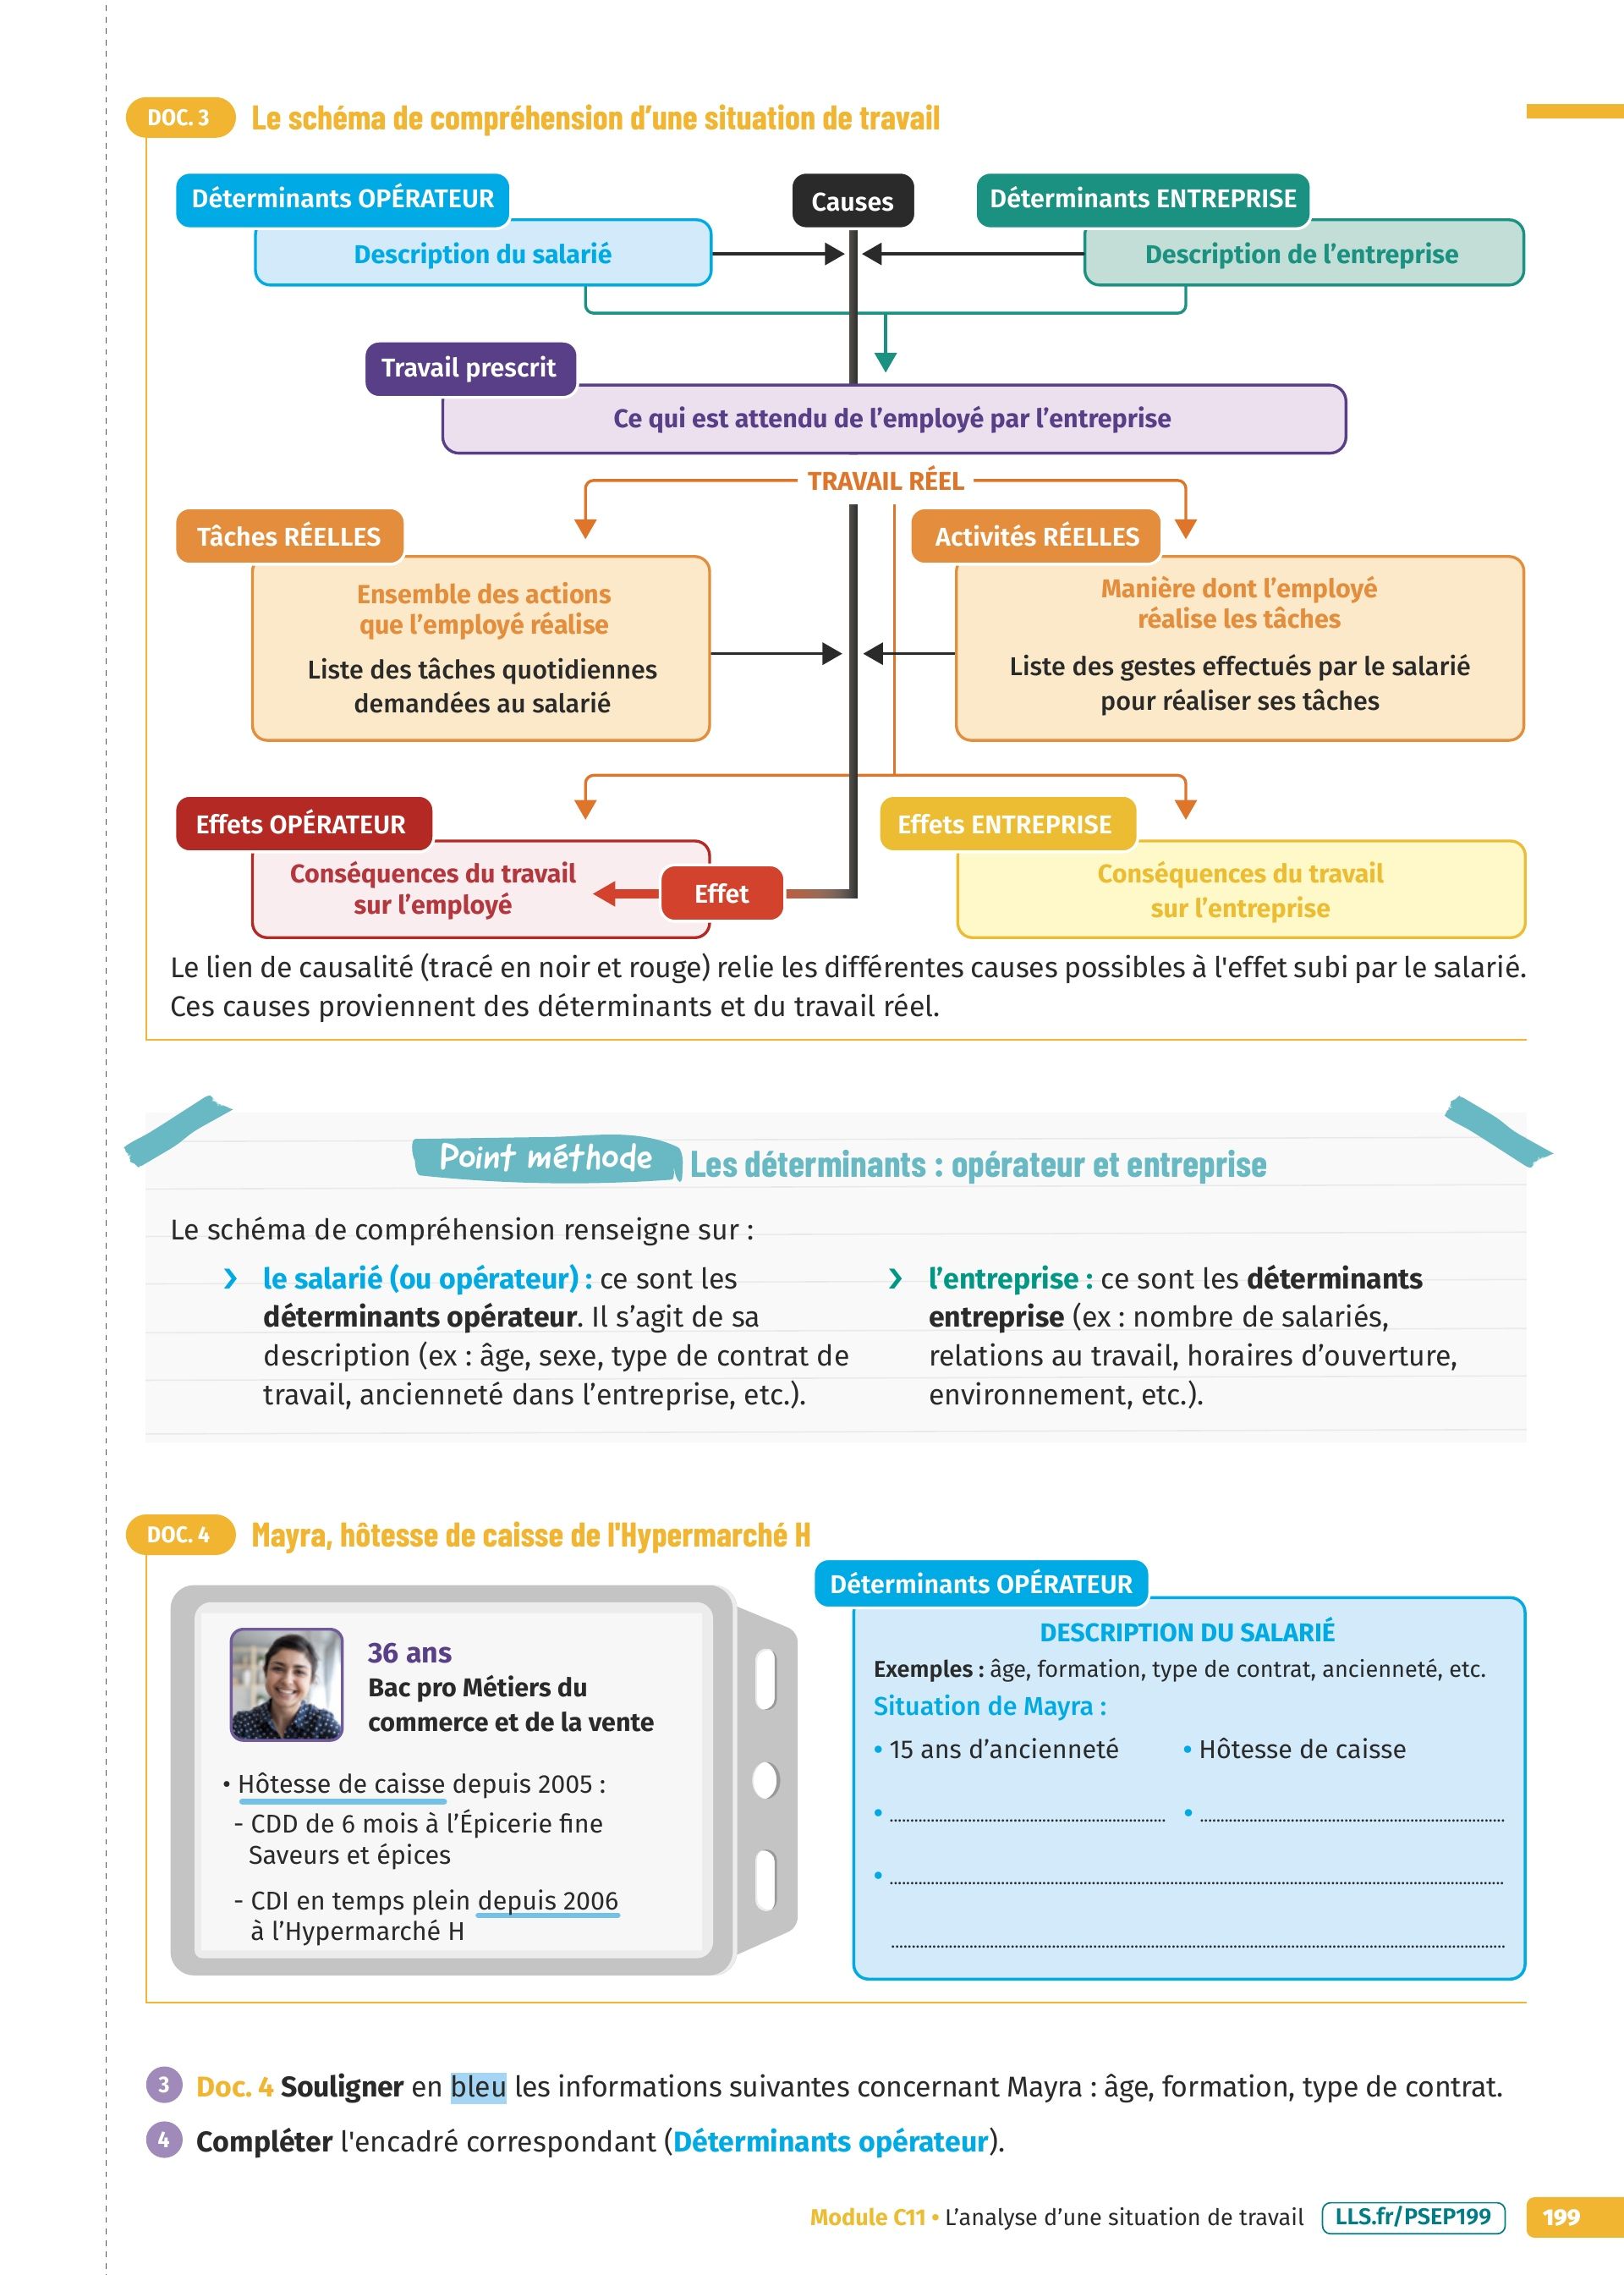 DOC. 3
Le schéma de compréhension d’une situation de travail
Déterminants OPÉRATEUR
Causes
Déterminants ENTREPRISE
Description du salarié
Description de l’entreprise
Travail prescrit
Ce qui est attendu de l’employé par l’entreprise
TRAVAIL RÉEL
Tâches RÉELLES
Activités RÉELLES
Ensemble des actions
que l’employé réalise
Liste des tâches quotidiennes
demandées au salarié
Manière dont l’employé
réalise les tâches
Liste des gestes effectués par le salarié
pour réaliser ses tâches
Effets OPÉRATEUR
Effets ENTREPRISE
Conséquences du travail
sur l’employé
Effet
Conséquences du travail
sur l’entreprise
Le lien de causalité (tracé en noir et rouge) relie les différentes causes possibles à l'effet subi par le salarié.
Ces causes proviennent des déterminants et du travail réel.
Point méthode Les déterminants : opérateur et entreprise
Le schéma de compréhension renseigne sur :
› le salarié (ou opérateur) : ce sont les
déterminants opérateur. Il s’agit de sa
description (ex : âge, sexe, type de contrat de
travail, ancienneté dans l’entreprise, etc.).
› l’entreprise : ce sont les déterminants
entreprise (ex : nombre de salariés,
relations au travail, horaires d’ouverture,
environnement, etc.).
DOC. 4
Mayra, hôtesse de caisse de l'Hypermarché H
36 ans
Bac pro Métiers du
commerce et de la vente
• Hôtesse de caisse depuis 2005 :
- CDD de 6 mois à l’Épicerie fine
Saveurs et épices
- CDI en temps plein depuis 2006
à l’Hypermarché H
Déterminants OPÉRATEUR
DESCRIPTION DU SALARIÉ
Exemples : âge, formation, type de contrat, ancienneté, etc.
Situation de Mayra :
• 15 ans d’ancienneté
• Hôtesse de caisse
3 Doc. 4 Souligner en bleu les informations suivantes concernant Mayra : âge, formation, type de contrat.
4 Compléter l'encadré correspondant (Déterminants opérateur).
Module C11 • L’analyse d’une situation de travail
LLS.fr/PSEP199
199